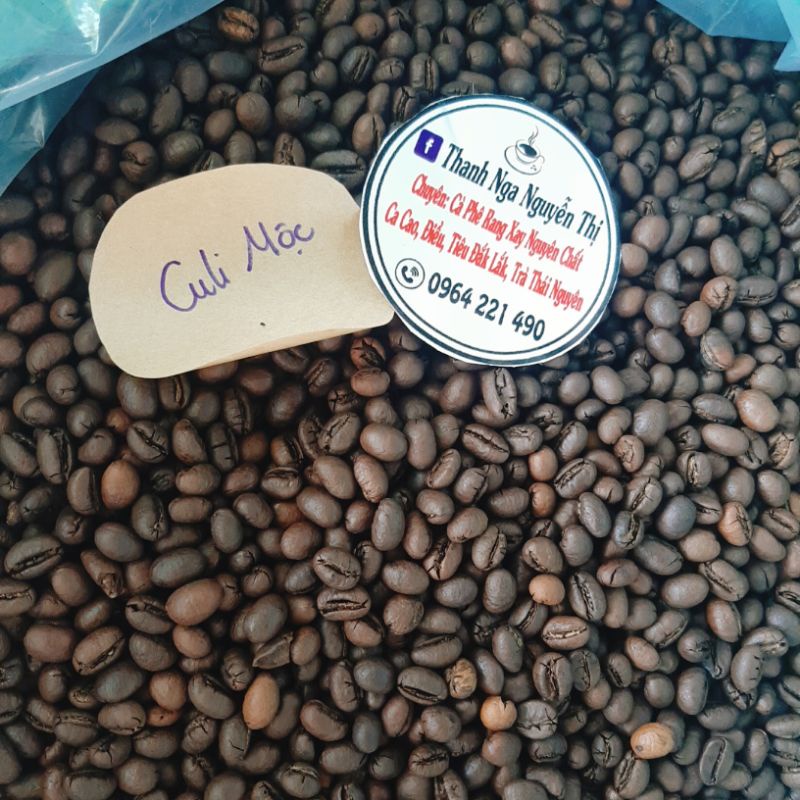 Culi Mộc
Thanh Nga Nguyễn Thị
Chuyên: Cà Phê Rang Xay Nguyên Chất
Ca Cao, Điều, Tiêu Đắk Lắk, Trà Thái Nguyên
0964 221 490